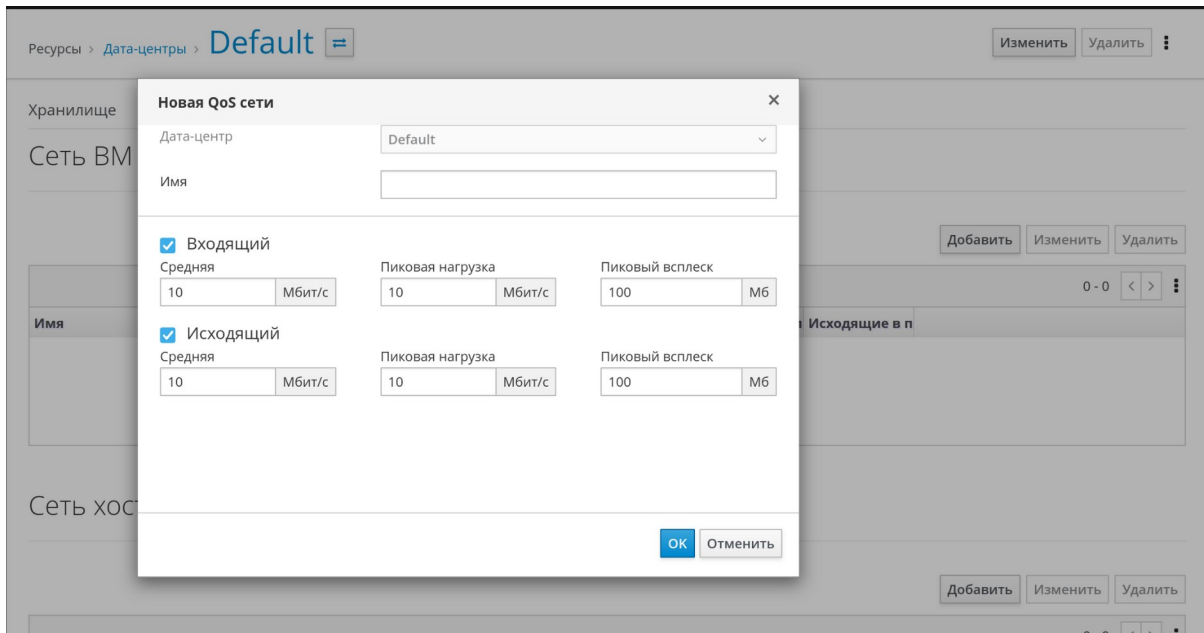 Ресурсы > Дата-центры > Default
Изменить Удалить
Хранилище
Новая QoS сети
Дата-центр
Default
Сеть ВМ
Имя
Добавить Изменить Удалить
Входящий
Средняя Пиковая нагрузка Пиковый всплеск
10 Мбит/с 10 Мбит/с 100 Мб
0 - 0
Имя
Исходящие в п
Исходящий
Средняя Пиковая нагрузка Пиковый всплеск
10 Мбит/с 10 Мбит/с 100 Мб
Сеть хос
OK Отменить
Добавить Изменить Удалить